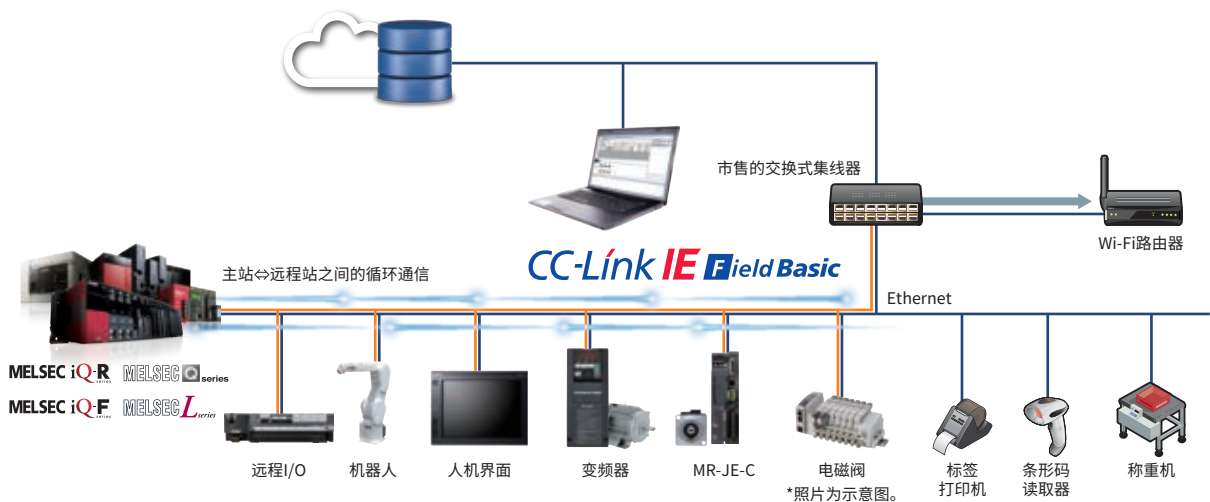 市售的交换式集线器
Wi-Fi路由器
CC-Link IE Field Basic
主站⇔远程站之间的循环通信
Ethernet
MELSEC iQ-R series
MELSEC Q series
MELSEC iQ-F series
MELSEC L series
远程I/O
机器人
人机界面
变频器
MR-JE-C
电磁阀
*照片为示意图。
标签
打印机
条形码
读取器
称重机